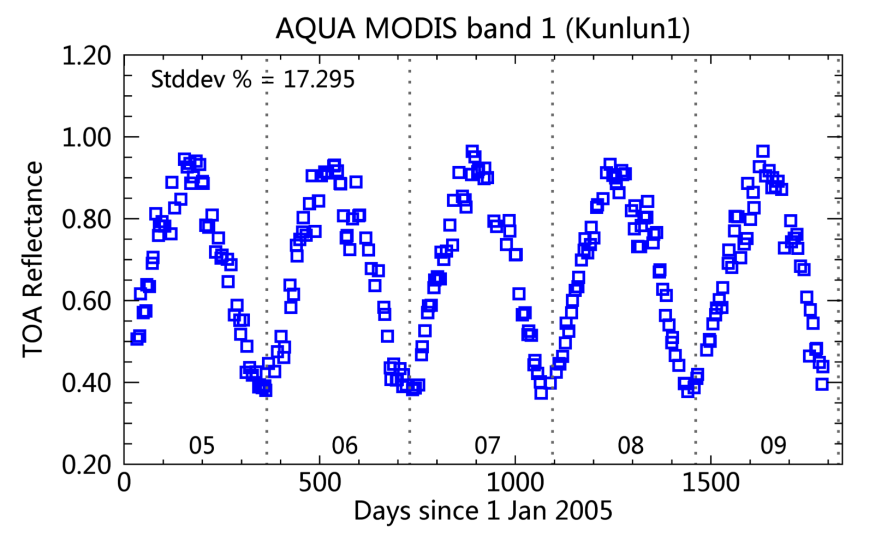 AQUA MODIS band 1 (Kunlun1)
1.20
Stddev % = 17.295
1.00
0.80
TOA Reflectance
0.60
0.40
05 06 07 08 09
0.20
0 500 1000 1500
Days since 1 Jan 2005